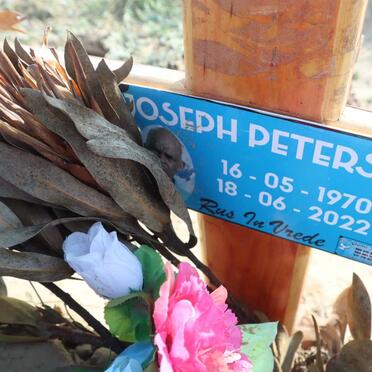 JOSEPH PETERS
16 - 05 - 1970
18 - 06 - 2022
Rus In Vrede